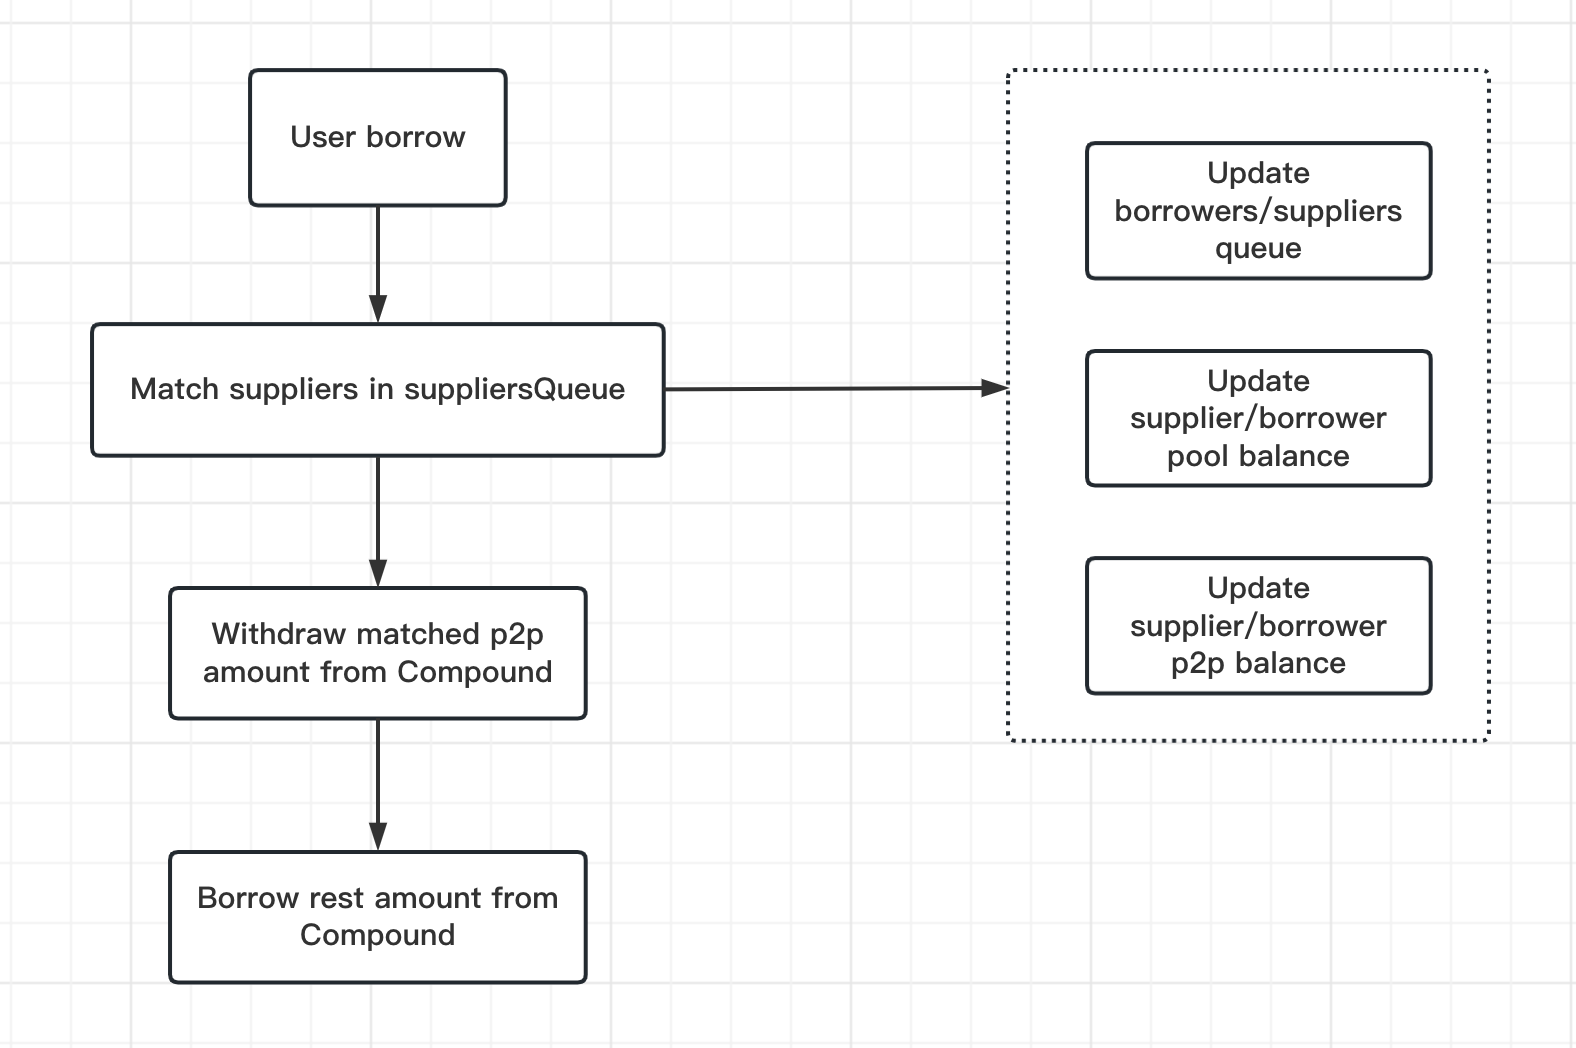 User borrow
Match suppliers in suppliersQueue
Withdraw matched p2p
amount from Compound
Borrow rest amount from
Compound
Update
borrowers/suppliers
queue
Update
supplier/borrower
pool balance
Update
supplier/borrower
p2p balance